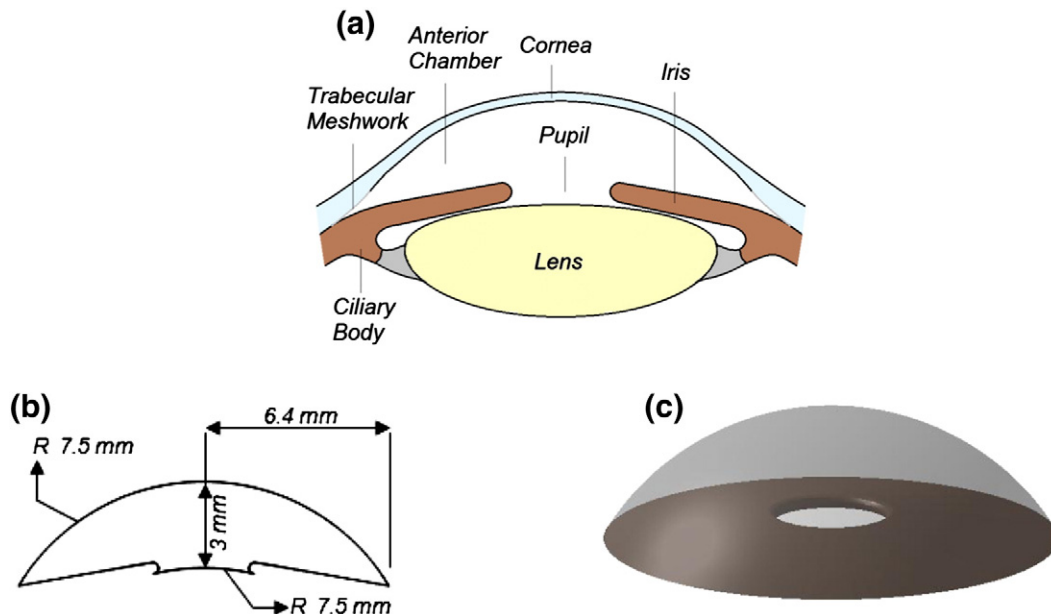 (a)
Anterior
Chamber
Cornea
Iris
Trabecular
Meshwork
Pupil
Lens
Ciliary
Body
(b)
6.4 mm
R 7.5 mm
3 mm
R 7.5 mm
(c)